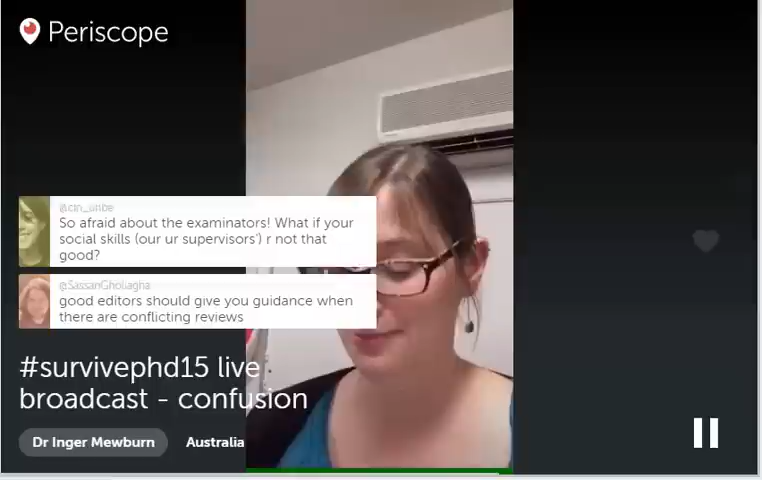 Periscope
@cin_uribe
So afraid about the examinators! What if your
social skills (our ur supervisors') r not that
good?
@SassanGholiagha
good editors should give you guidance when
there are conflicting reviews
#survivephd15 live
broadcast - confusion
Dr Inger Mewburn Australia